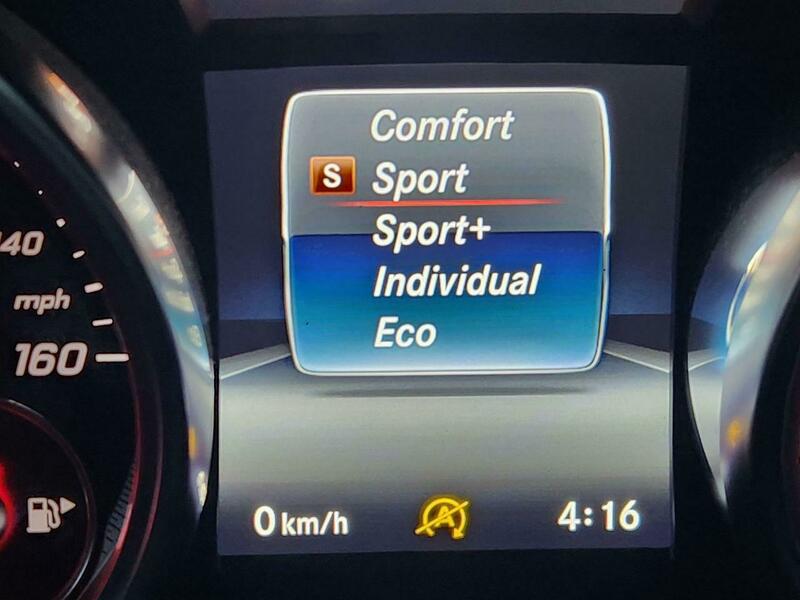 Comfort
S Sport
Sport+
Individual
Eco
40
mph
160
0 km/h
A
4:16